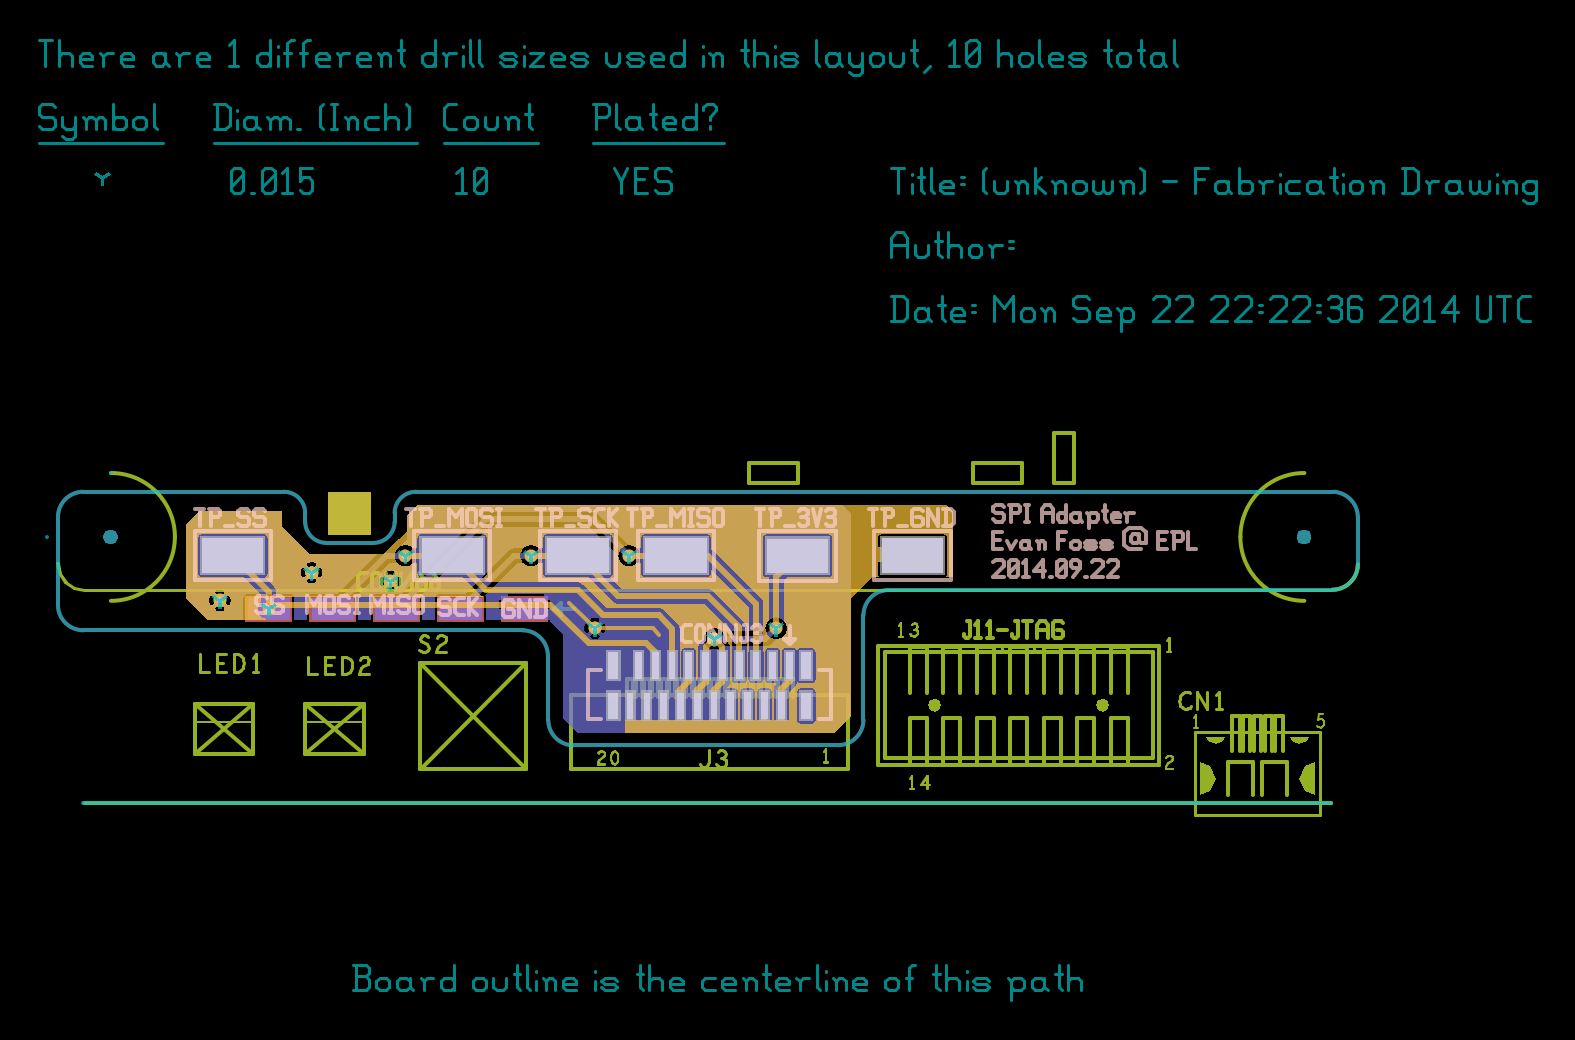 There are 1 different drill sizes used in this layout, 10 holes total
Symbol Diam. (Inch) Count Plated?
0.015 10 YES
Title: (unknown) - Fabrication Drawing
Author:
Date: Mon Sep 22 22:22:36 2014 UTC
TP_SS TP_MOSI TP_SCK TP_MISO TP_3V3 TP_GND
SPI Adapter
Evan Foss @ EPL
2014.09.22
SS MOSI MISO SCK GND
CONNJ3
LED1 LED2 S2
20 J3 1
13 J11-JTAG 1
14 2
CN1
1 5
Board outline is the centerline of this path